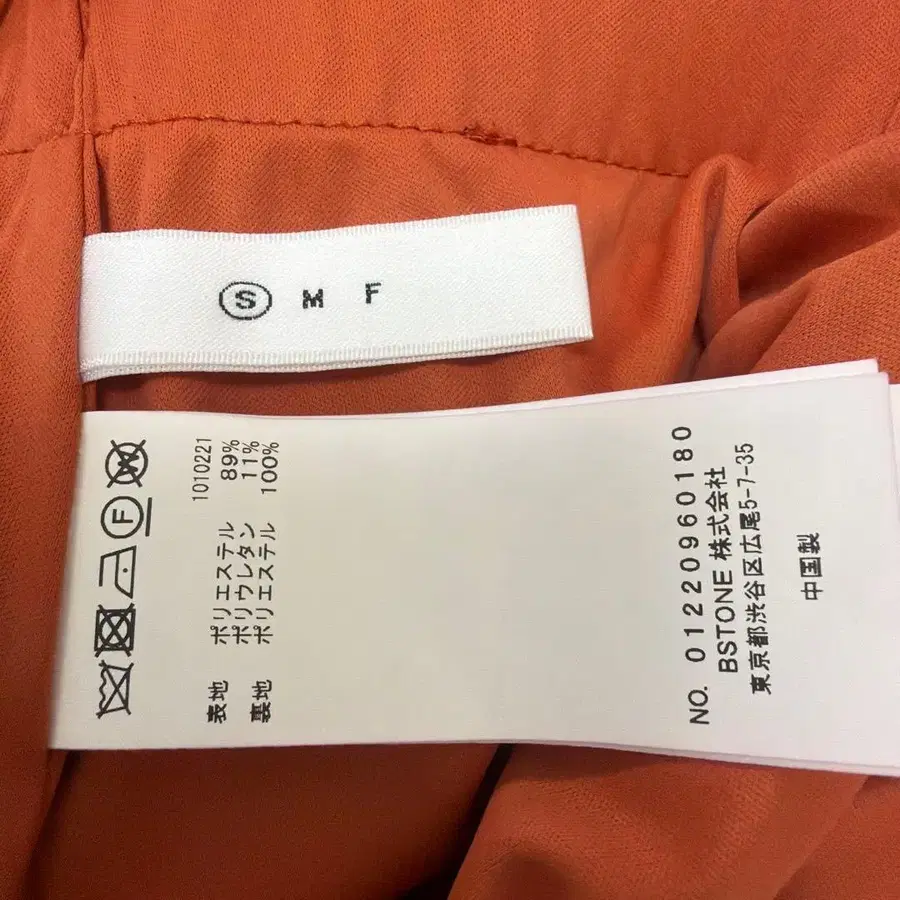 S M F
1010221
表地 ポリエステル 89%
ポリウレタン 11%
裏地 ポリエステル 100%
NO. 01220960180
BSTONE 株式会社
東京都渋谷区広尾5-7-35
中国製